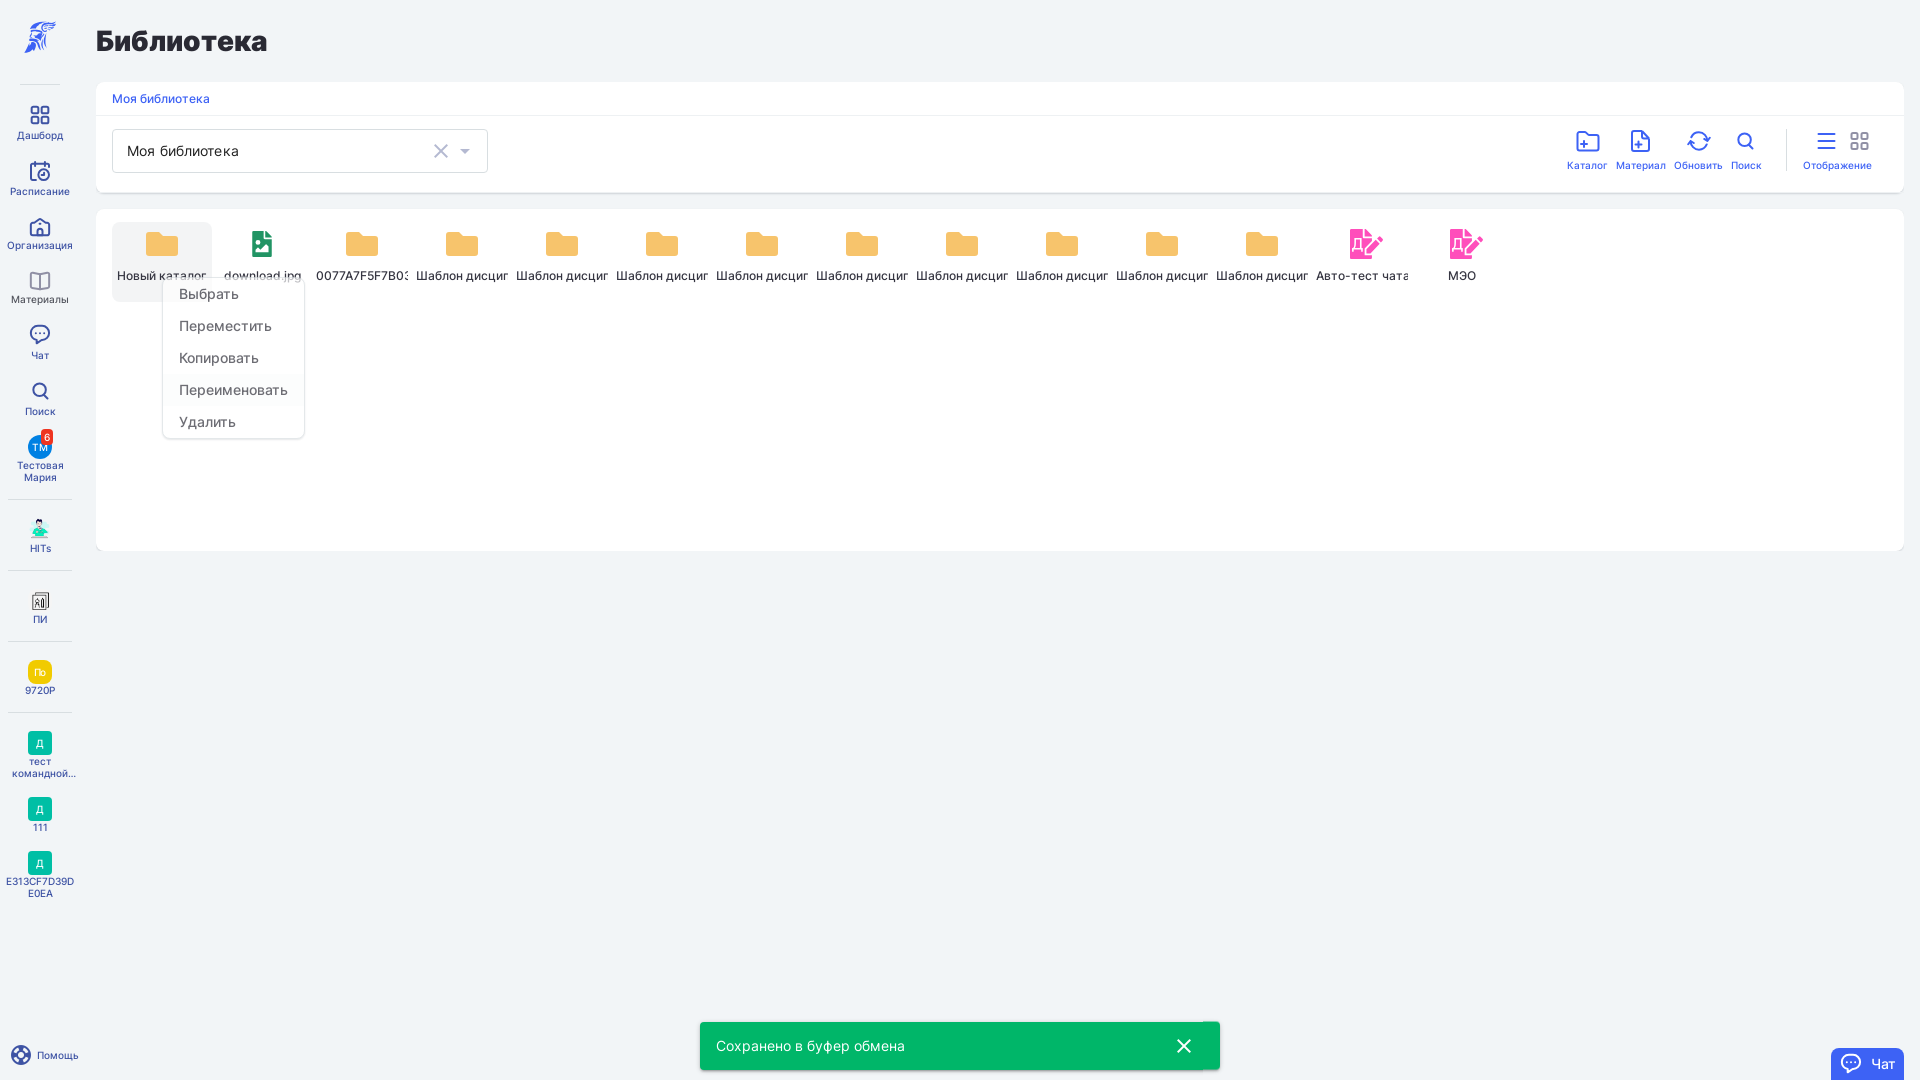 Библиотека
Моя библиотека
Моя библиотека
Каталог
Материал
Обновить
Поиск
Отображение
Дашборд
Расписание
Организация
Материалы
Чат
Поиск
6
ТМ
Тестовая
Мария
HITs
ПИ
По
9720P
Д
тест
командной...
Д
111
Д
E313CF7D39D
E0EA
Помощь
Новый каталог
download.jpg
0077A7F5F7B03
Шаблон дисцип
Шаблон дисцип
Шаблон дисцип
Шаблон дисцип
Шаблон дисцип
Шаблон дисцип
Шаблон дисцип
Шаблон дисцип
Шаблон дисцип
Д
Авто-тест чата
Д
МЭО
Выбрать
Переместить
Копировать
Переименовать
Удалить
Сохранено в буфер обмена
Чат